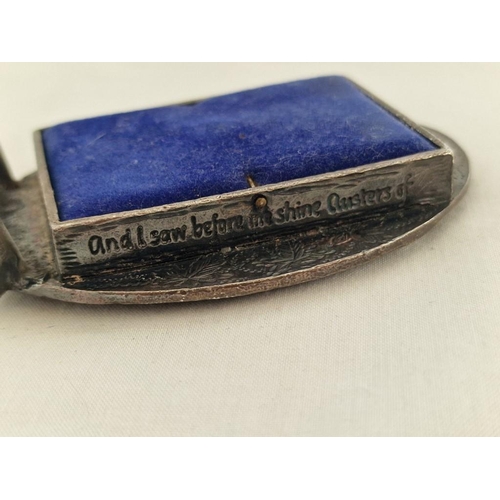 And I saw before me shine Clusters of